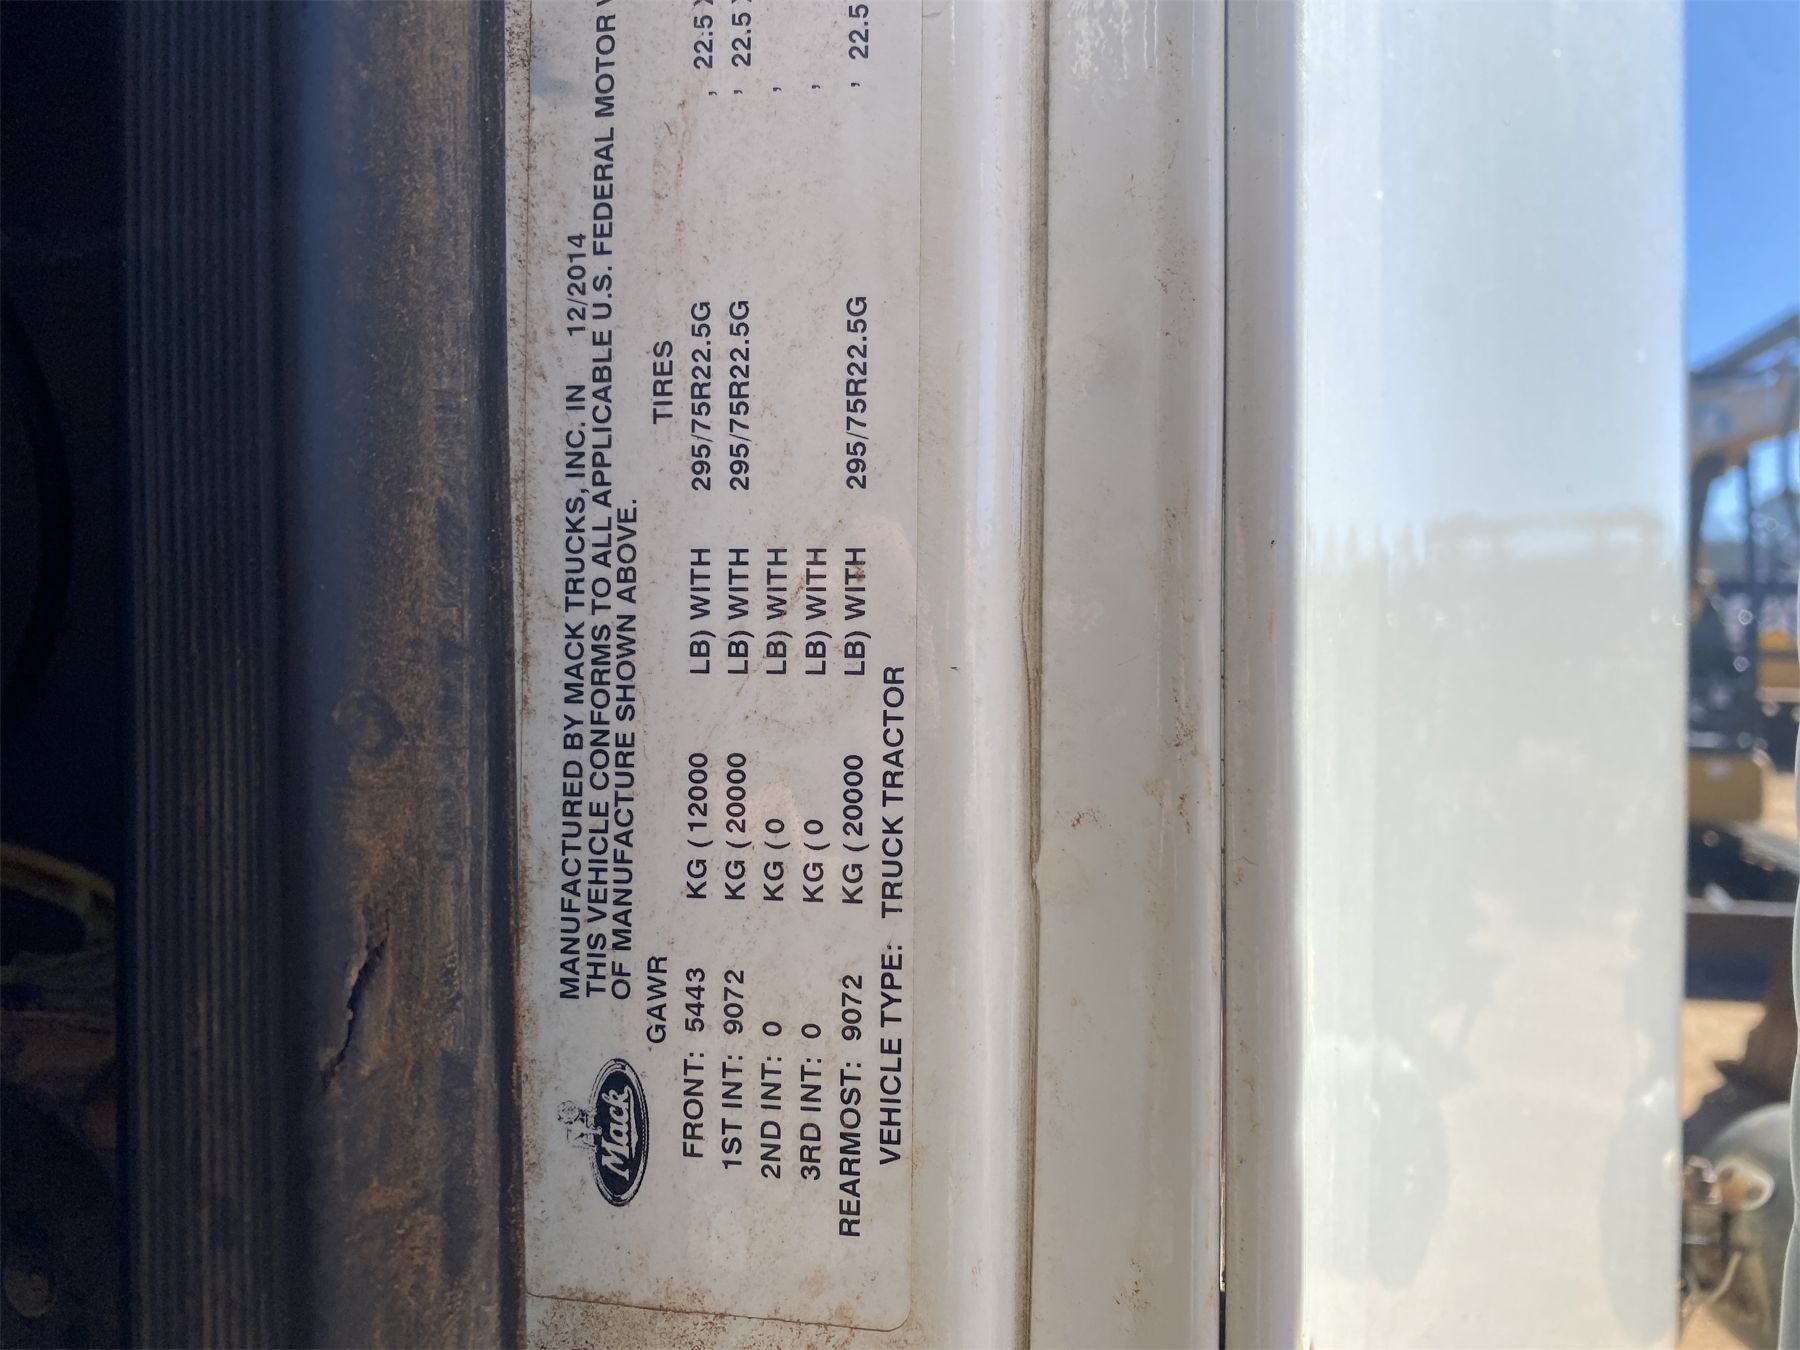 Mack
MANUFACTURED BY MACK TRUCKS, INC. IN 12/2014
THIS VEHICLE CONFORMS TO ALL APPLICABLE U.S. FEDERAL MOTOR
OF MANUFACTURE SHOWN ABOVE.
GAWR TIRES
FRONT: 5443 KG ( 12000 LB) WITH 295/75R22.5G , 22.5 X
1ST INT: 9072 KG ( 20000 LB) WITH 295/75R22.5G , 22.5 X
2ND INT: 0 KG ( 0 LB) WITH ,
3RD INT: 0 KG ( 0 LB) WITH ,
REARMOST: 9072 KG ( 20000 LB) WITH 295/75R22.5G , 22.5
VEHICLE TYPE: TRUCK TRACTOR